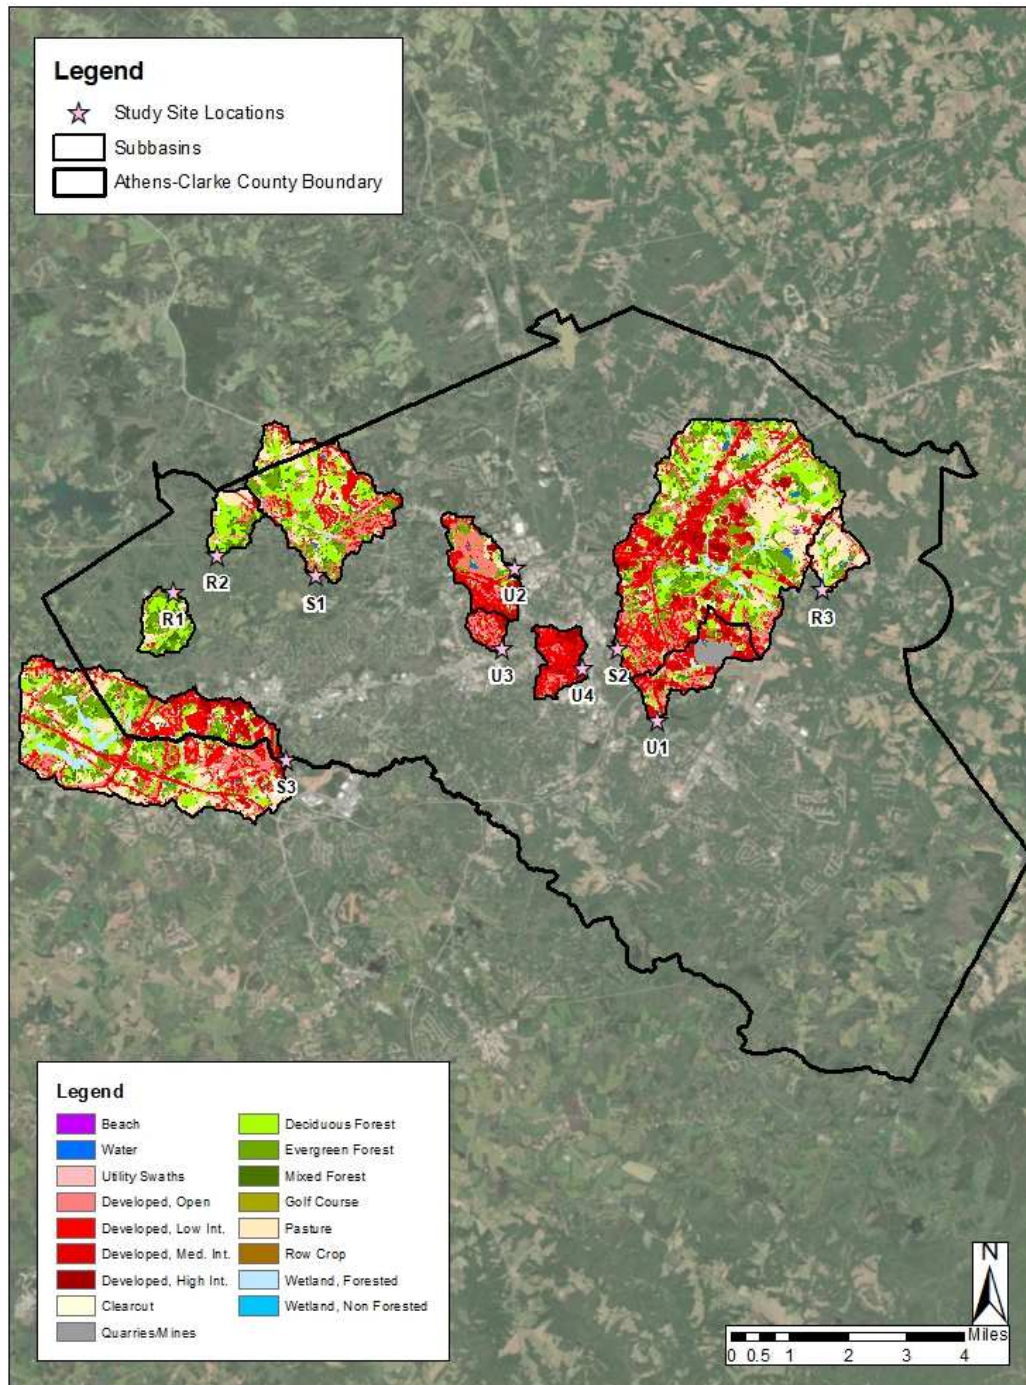 Legend
Study Site Locations
Subbasins
Athens-Clarke County Boundary
R2
S1
R1
U2
U3
U4
S2
R3
U1
S3
Legend
Beach
Water
Utility Swaths
Developed, Open
Developed, Low Int.
Developed, Med. Int.
Developed, High Int.
Clearcut
Quarries/Mines
Deciduous Forest
Evergreen Forest
Mixed Forest
Golf Course
Pasture
Row Crop
Wetland, Forested
Wetland, Non Forested
N
Miles
0 0.5 1 2 3 4